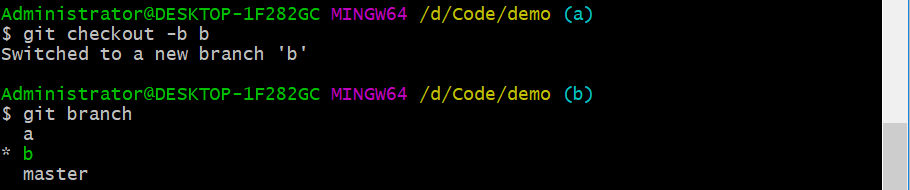 Administrator@DESKTOP-1F282GC MINGW64 /d/Code/demo (a)
$ git checkout -b b
Switched to a new branch 'b'
Administrator@DESKTOP-1F282GC MINGW64 /d/Code/demo (b)
$ git branch
  a
* b
  master